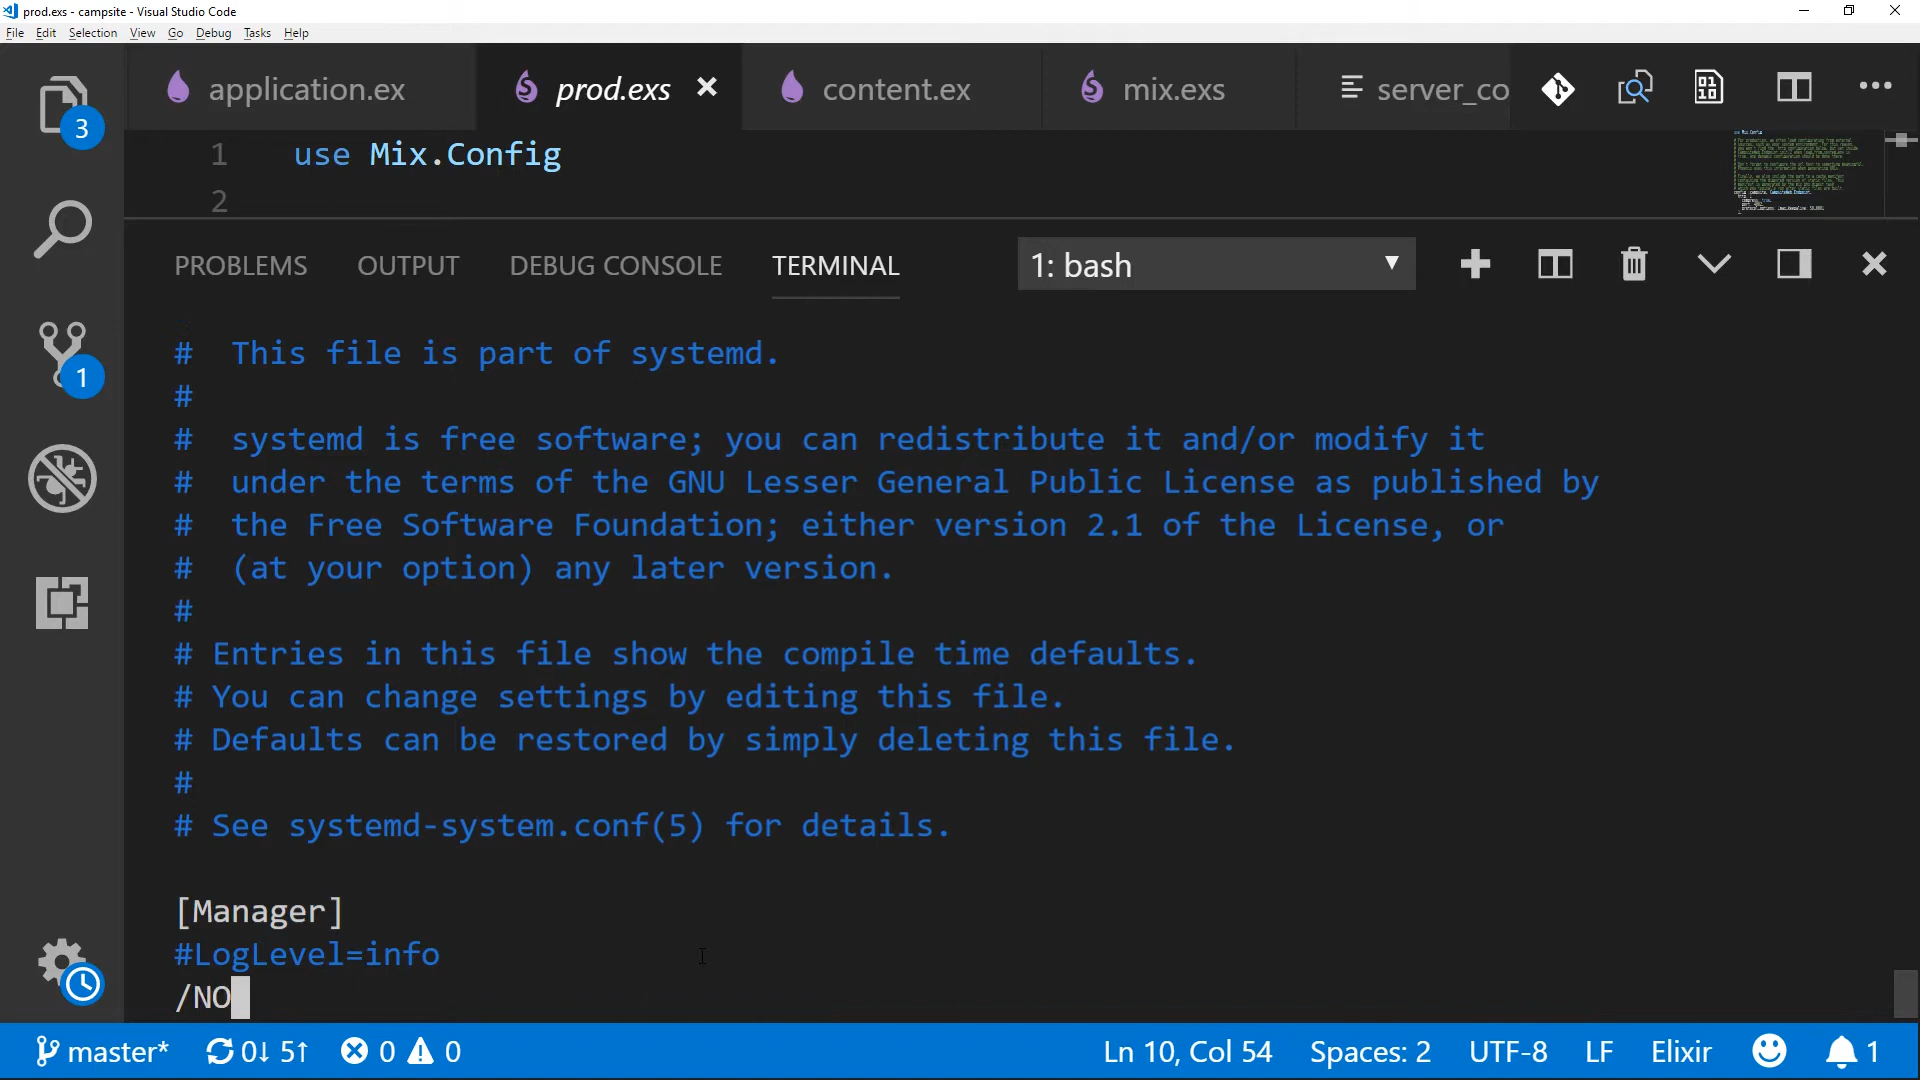 prod.exs - campsite - Visual Studio Code
File Edit Selection View Go Debug Tasks Help
3
application.ex
prod.exs
content.ex
mix.exs
server_co
1 use Mix.Config
2
PROBLEMS OUTPUT DEBUG CONSOLE TERMINAL 1: bash
# This file is part of systemd.
#
# systemd is free software; you can redistribute it and/or modify it
# under the terms of the GNU Lesser General Public License as published by
# the Free Software Foundation; either version 2.1 of the License, or
# (at your option) any later version.
#
# Entries in this file show the compile time defaults.
# You can change settings by editing this file.
# Defaults can be restored by simply deleting this file.
#
# See systemd-system.conf(5) for details.
[Manager]
#LogLevel=info
/NO
1
master* 0↓ 5↑ 0 0 Ln 10, Col 54 Spaces: 2 UTF-8 LF Elixir 1